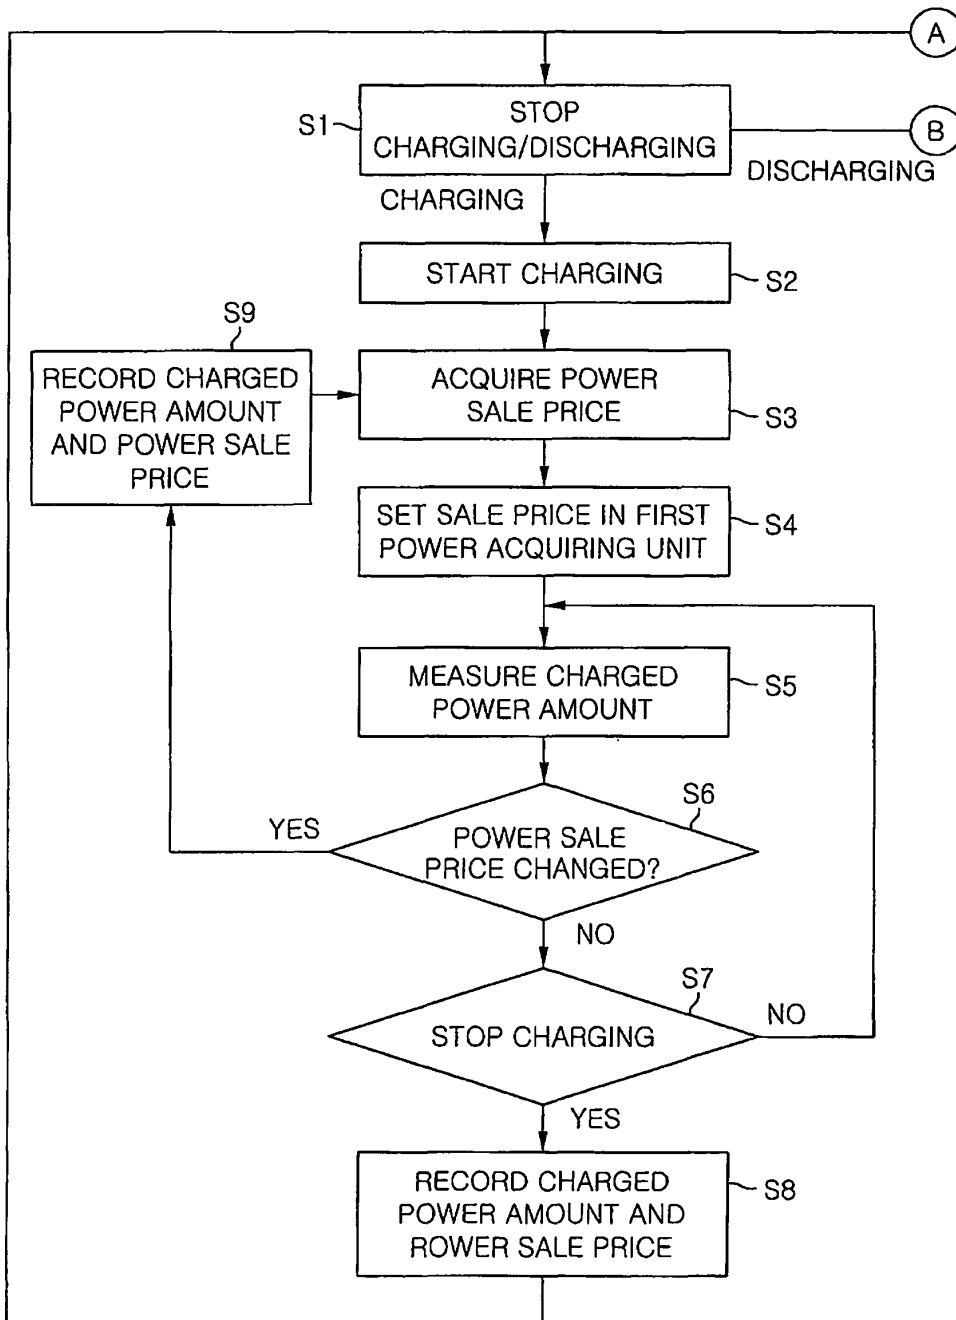 A
S1
STOP
CHARGING/DISCHARGING
B
DISCHARGING
CHARGING
START CHARGING
S2
S9
RECORD CHARGED
POWER AMOUNT
AND POWER SALE
PRICE
ACQUIRE POWER
SALE PRICE
S3
SET SALE PRICE IN FIRST
POWER ACQUIRING UNIT
S4
MEASURE CHARGED
POWER AMOUNT
S5
S6
YES
POWER SALE
PRICE CHANGED?
NO
S7
STOP CHARGING
NO
YES
RECORD CHARGED
POWER AMOUNT AND
ROWER SALE PRICE
S8